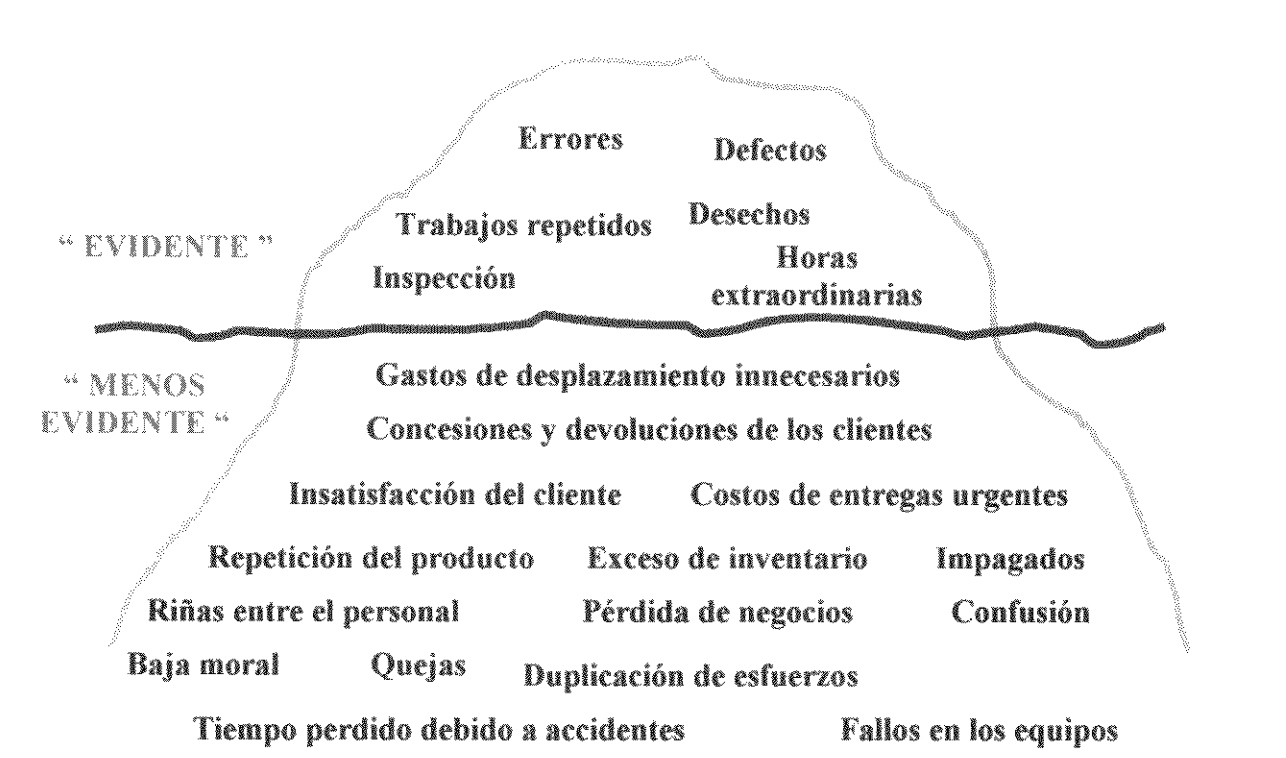 Errores
Defectos
Trabajos repetidos
Desechos
“ EVIDENTE ”
Inspección
Horas
extraordinarias
“ MENOS
EVIDENTE “
Gastos de desplazamiento innecesarios
Concesiones y devoluciones de los clientes
Insatisfacción del cliente
Costos de entregas urgentes
Repetición del producto
Exceso de inventario
Impagados
Riñas entre el personal
Pérdida de negocios
Confusión
Baja moral
Quejas
Duplicación de esfuerzos
Tiempo perdido debido a accidentes
Fallos en los equipos